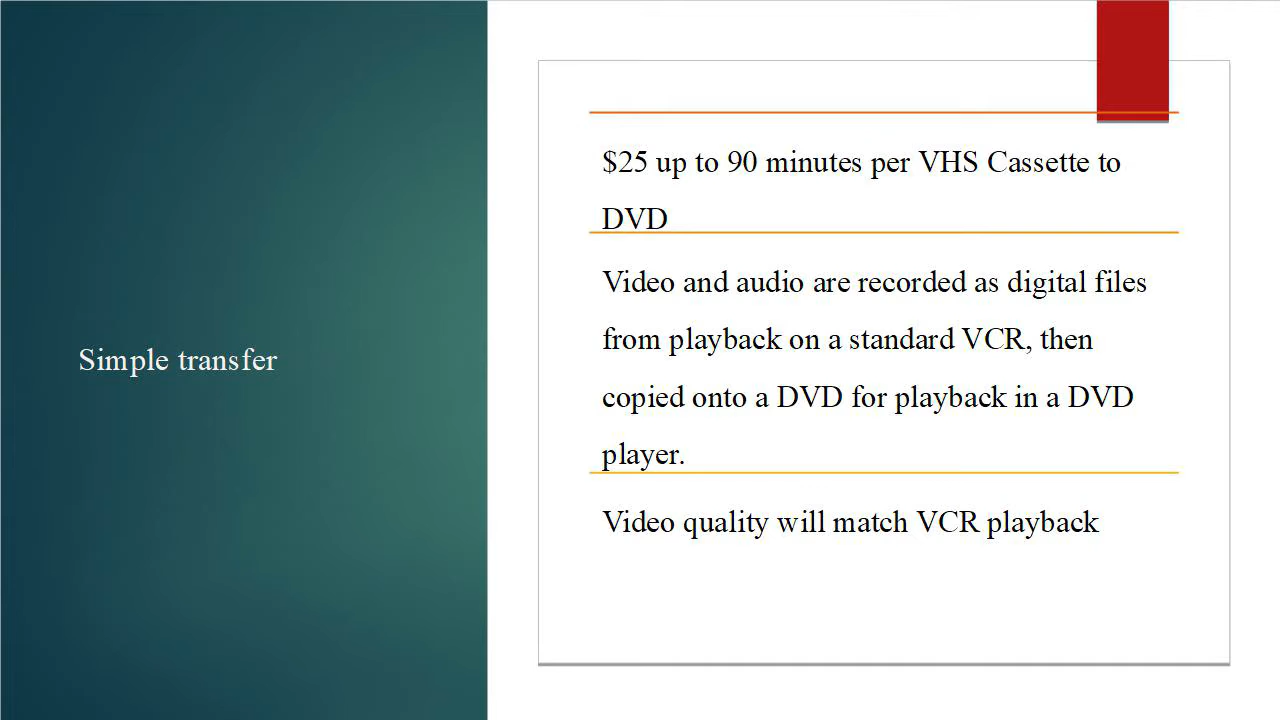 Simple transfer
$25 up to 90 minutes per VHS Cassette to
DVD
Video and audio are recorded as digital files
from playback on a standard VCR, then
copied onto a DVD for playback in a DVD
player.
Video quality will match VCR playback